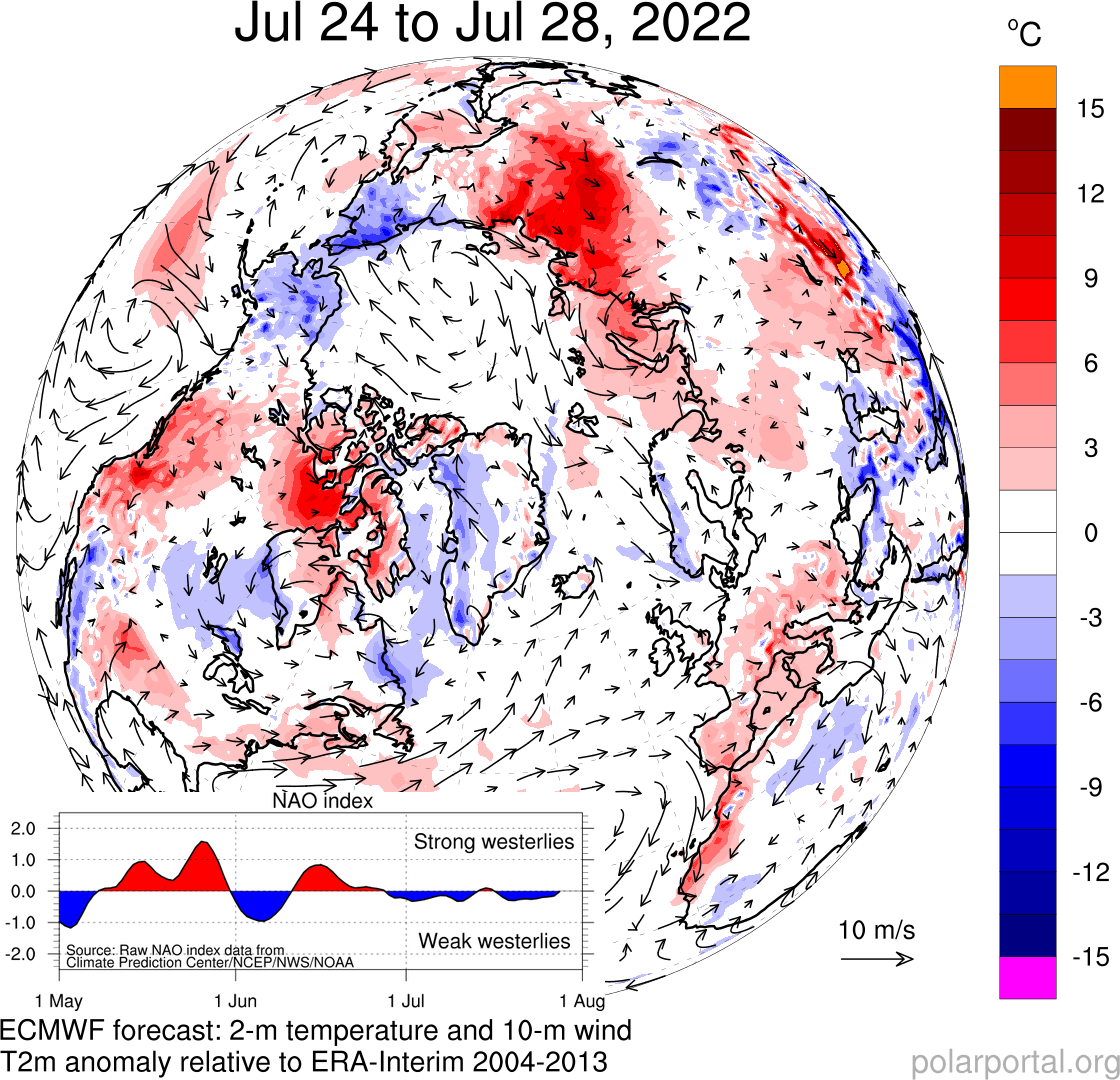 Jul 24 to Jul 28, 2022
°C
15
12
9
6
3
0
-3
-6
-9
-12
-15
10 m/s
NAO index
2.0
1.0
0.0
-1.0
-2.0
Strong westerlies
Weak westerlies
Source: Raw NAO index data from
Climate Prediction Center/NCEP/NWS/NOAA
1 May
1 Jun
1 Jul
1 Aug
ECMWF forecast: 2-m temperature and 10-m wind
T2m anomaly relative to ERA-Interim 2004-2013
polarportal.org